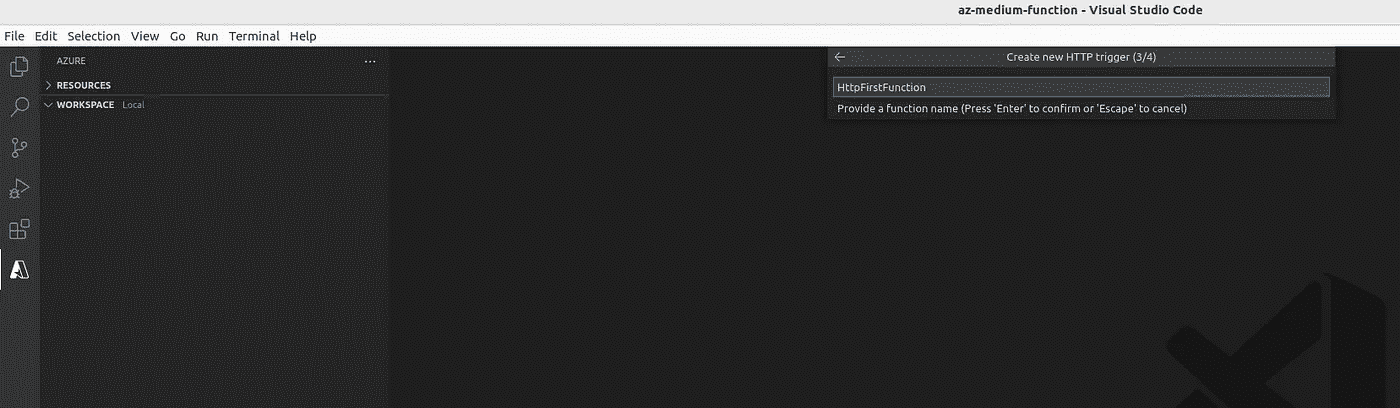 az-medium-function - Visual Studio Code
File Edit Selection View Go Run Terminal Help
AZURE ...
Create new HTTP trigger (3/4)
RESOURCES
HttpFirstFunction
WORKSPACE Local
Provide a function name (Press 'Enter' to confirm or 'Escape' to cancel)